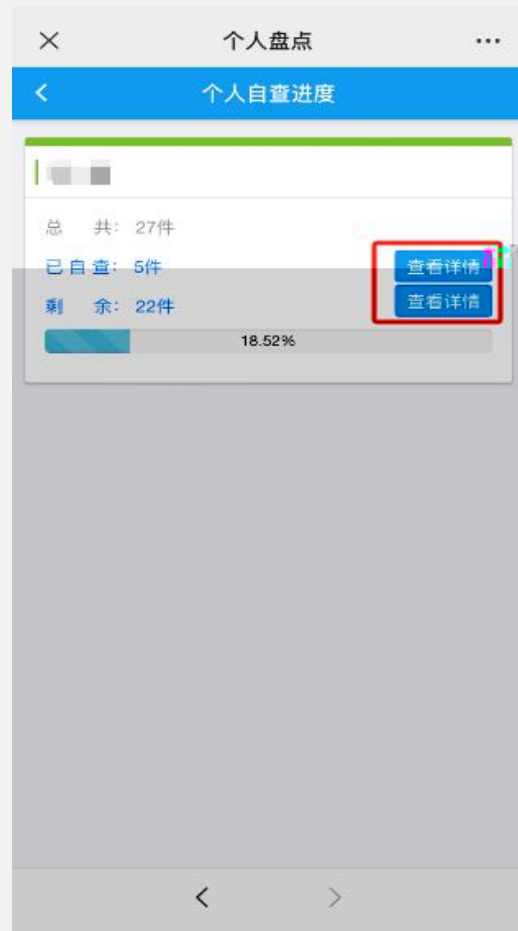 个人盘点
个人自查进度
总 共： 27件
已自查： 5件 查看详情
剩 余： 22件 查看详情
18.52%